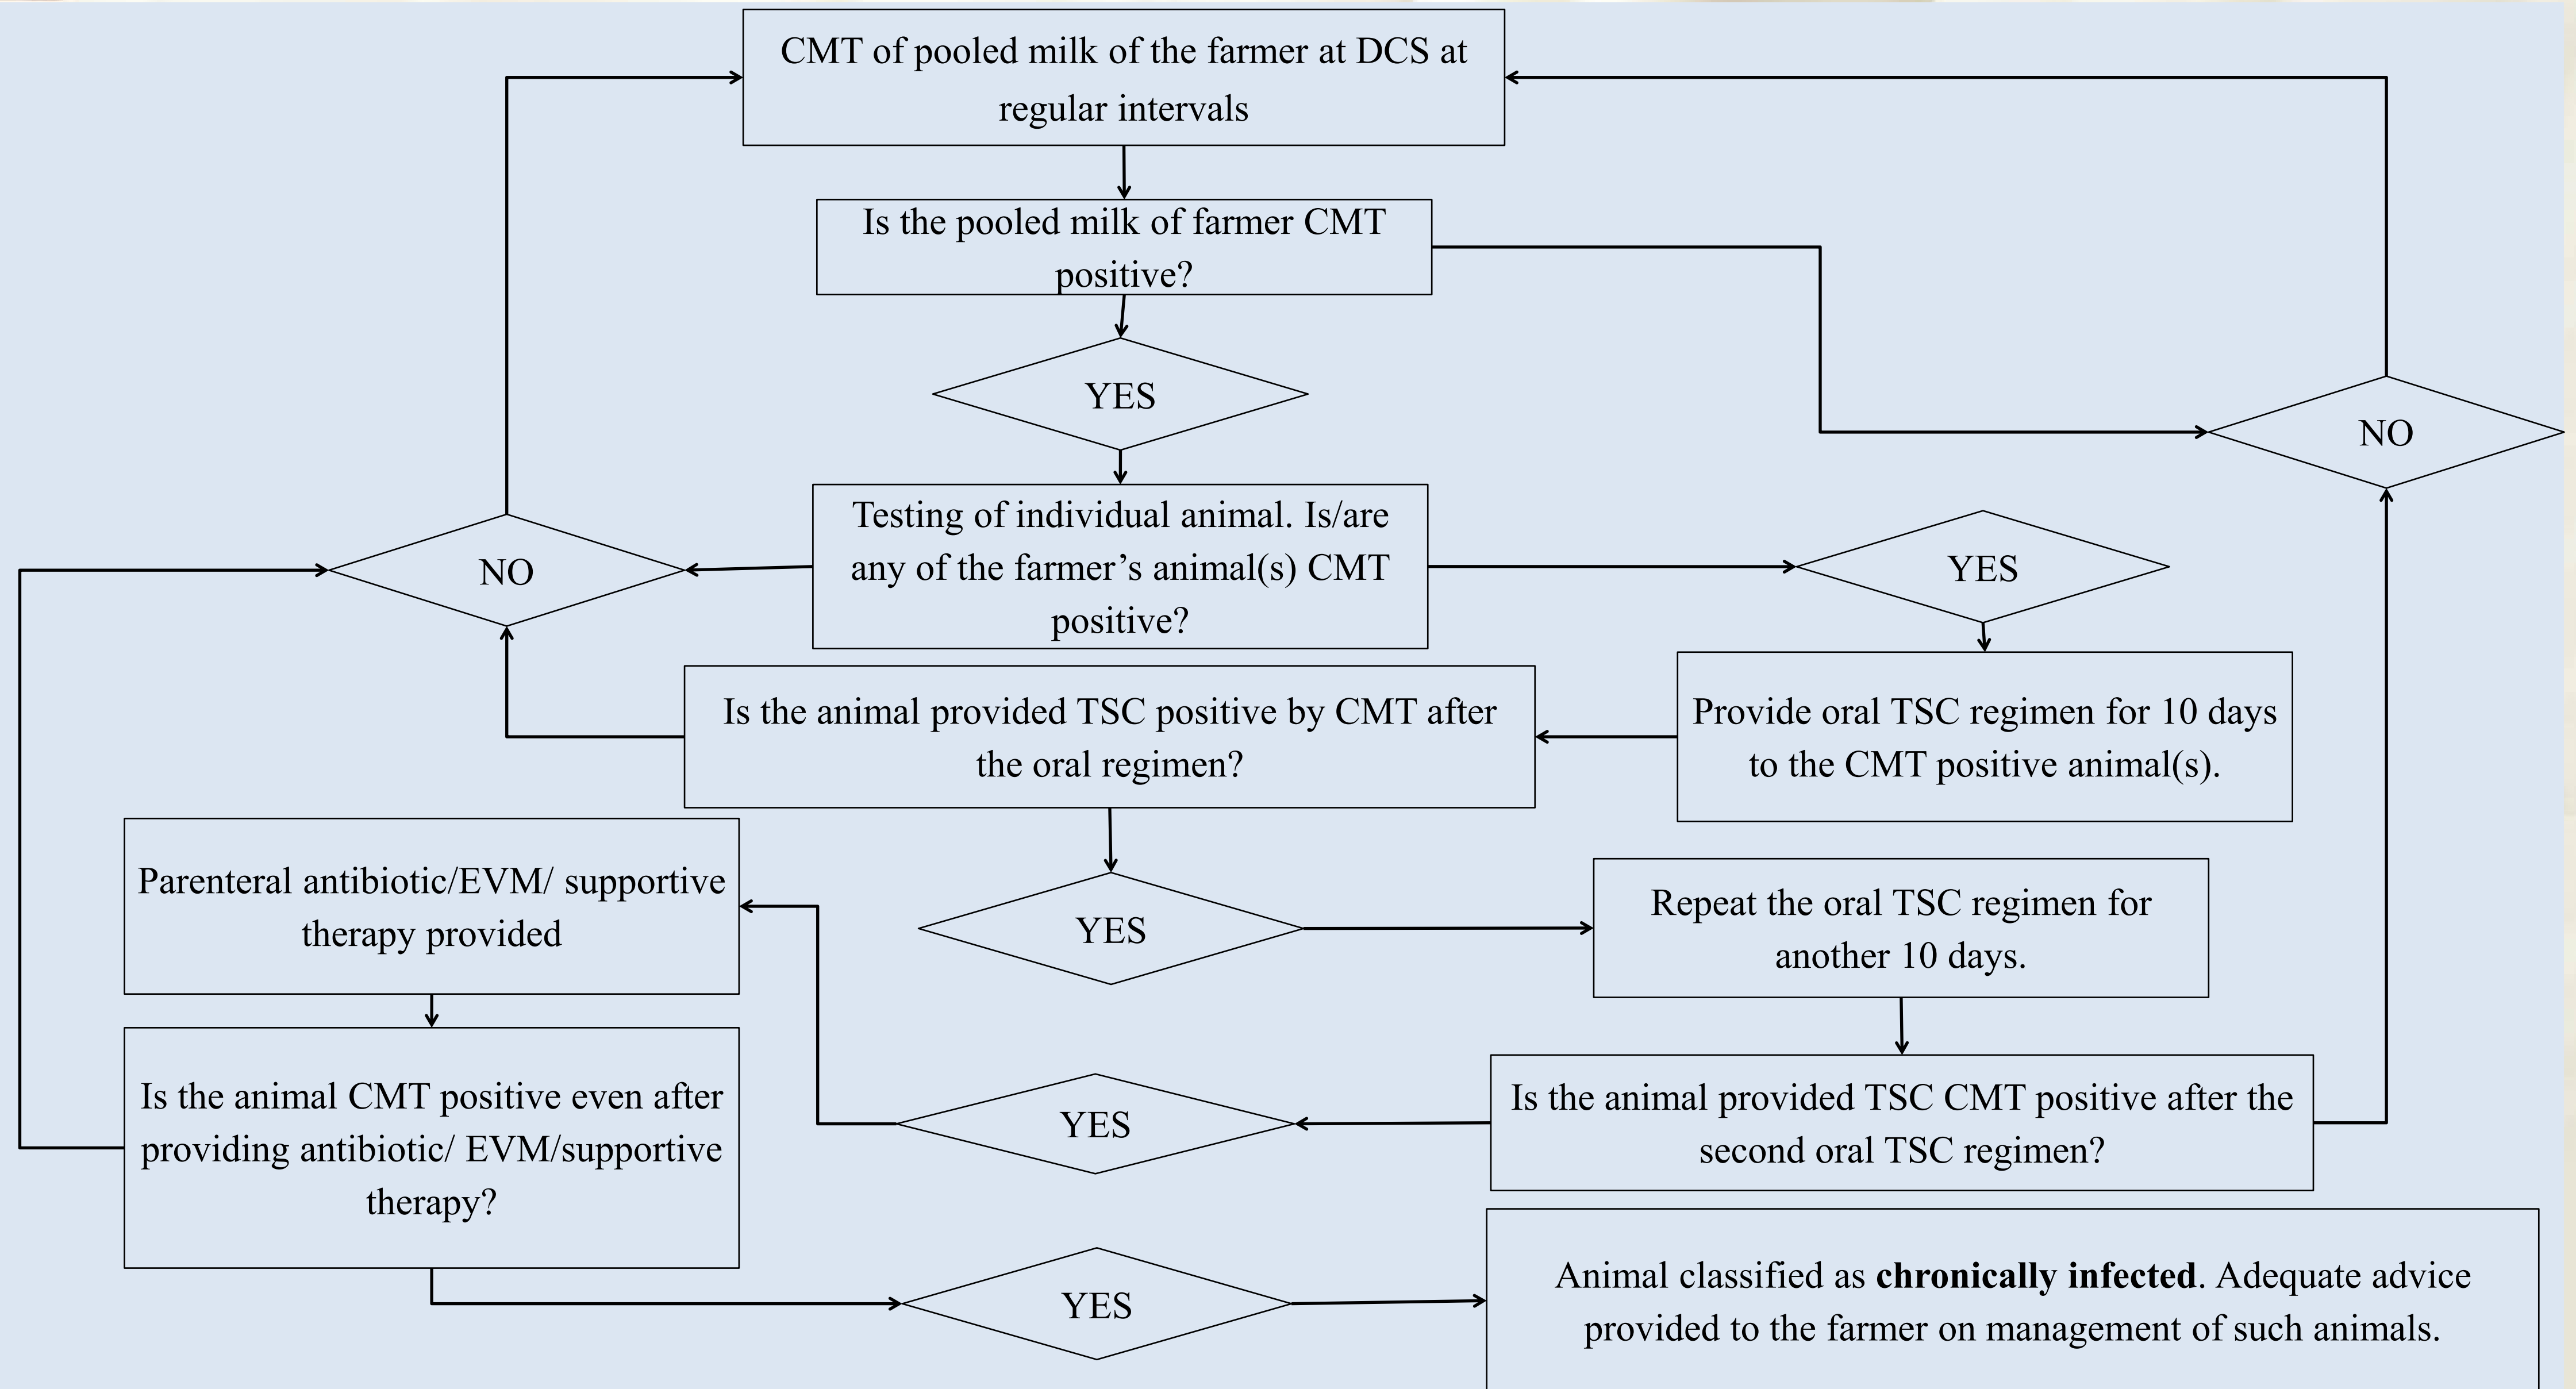 CMT of pooled milk of the farmer at DCS at
regular intervals
Is the pooled milk of farmer CMT
positive?
YES
NO
Testing of individual animal. Is/are
any of the farmer’s animal(s) CMT
positive?
NO
YES
Is the animal provided TSC positive by CMT after
the oral regimen?
Provide oral TSC regimen for 10 days
to the CMT positive animal(s).
Parenteral antibiotic/EVM/ supportive
therapy provided
YES
Repeat the oral TSC regimen for
another 10 days.
Is the animal CMT positive even after
providing antibiotic/ EVM/supportive
therapy?
YES
Is the animal provided TSC CMT positive after the
second oral TSC regimen?
YES
Animal classified as chronically infected. Adequate advice
provided to the farmer on management of such animals.